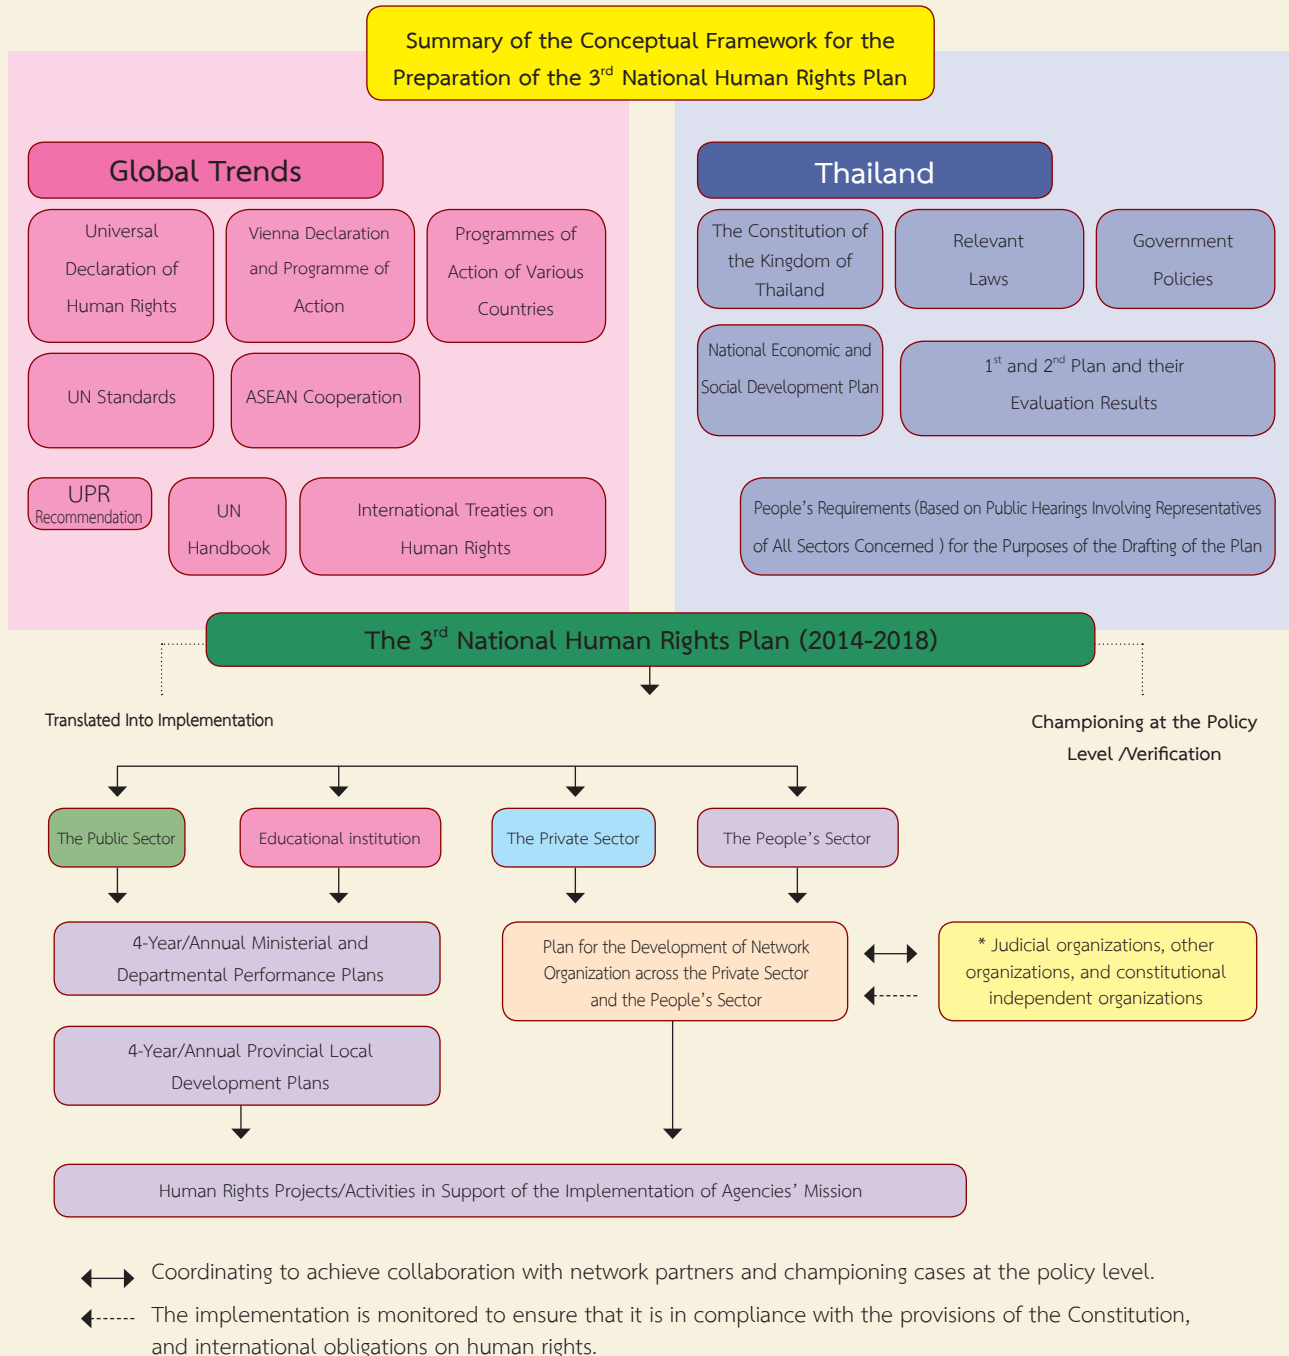 Summary of the Conceptual Framework for the
Preparation of the 3rd National Human Rights Plan
Global Trends
Universal
Declaration of
Human Rights
Vienna Declaration
and Programme of
Action
Programmes of
Action of Various
Countries
UN Standards
ASEAN Cooperation
UPR
Recommendation
UN
Handbook
International Treaties on
Human Rights
Thailand
The Constitution of
the Kingdom of
Thailand
Relevant
Laws
Government
Policies
National Economic and
Social Development Plan
1st and 2nd Plan and their
Evaluation Results
People's Requirements (Based on Public Hearings Involving Representatives
of All Sectors Concerned ) for the Purposes of the Drafting of the Plan
The 3rd National Human Rights Plan (2014-2018)
Translated Into Implementation
Championing at the Policy
Level /Verification
The Public Sector
Educational institution
The Private Sector
The People's Sector
4-Year/Annual Ministerial and
Departmental Performance Plans
Plan for the Development of Network
Organization across the Private Sector
and the People's Sector
* Judicial organizations, other
organizations, and constitutional
independent organizations
4-Year/Annual Provincial Local
Development Plans
Human Rights Projects/Activities in Support of the Implementation of Agencies' Mission
Coordinating to achieve collaboration with network partners and championing cases at the policy level.
The implementation is monitored to ensure that it is in compliance with the provisions of the Constitution,
and international obligations on human rights.